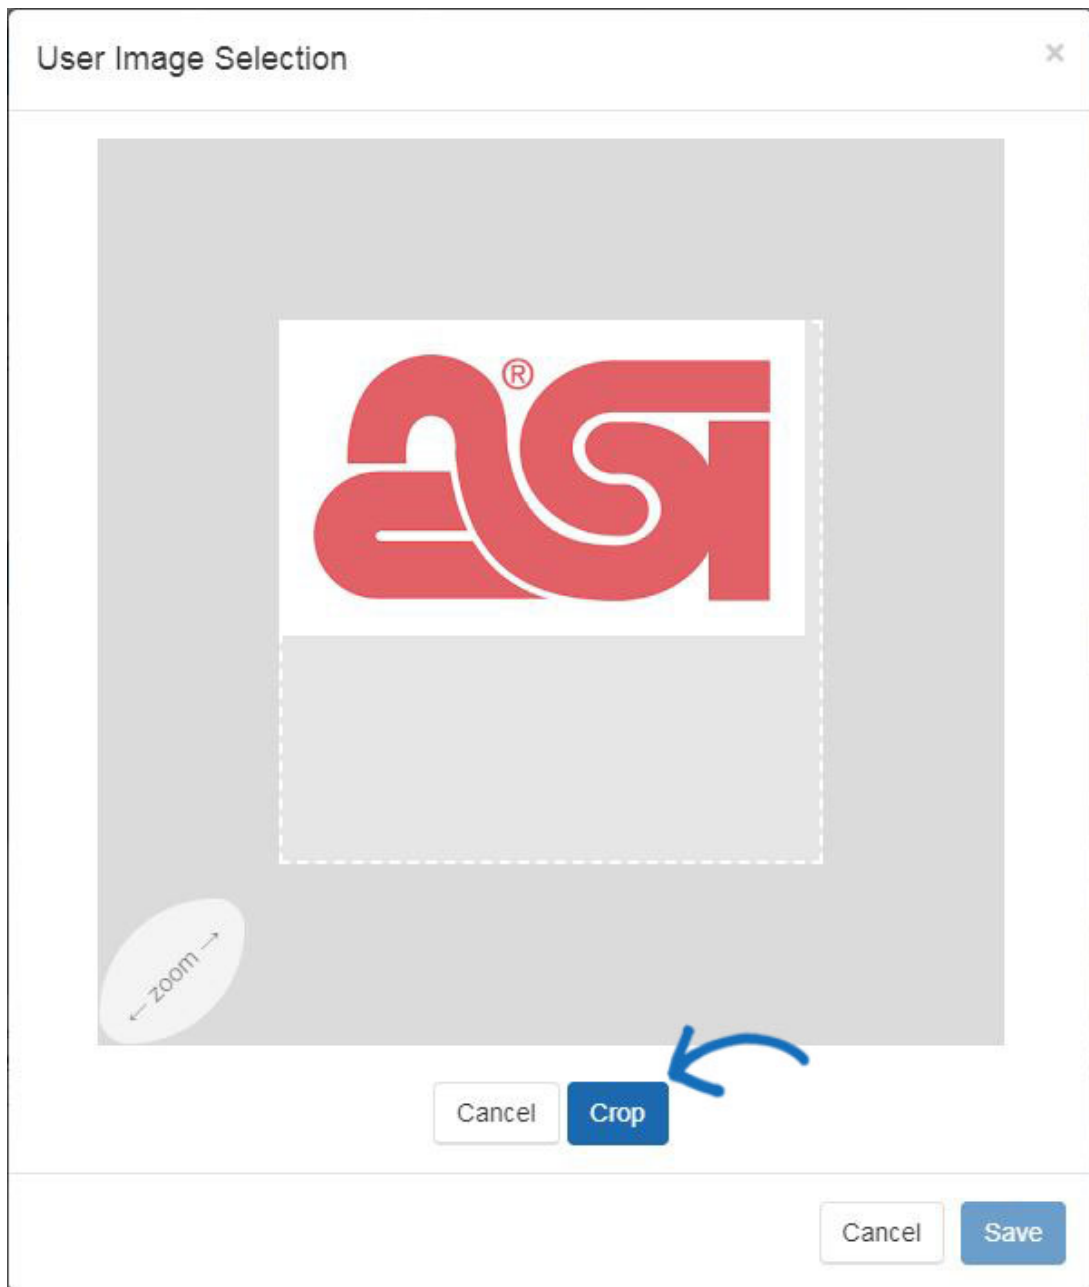 User Image Selection ×
asi ®
← zoom →
Cancel Crop
Cancel Save